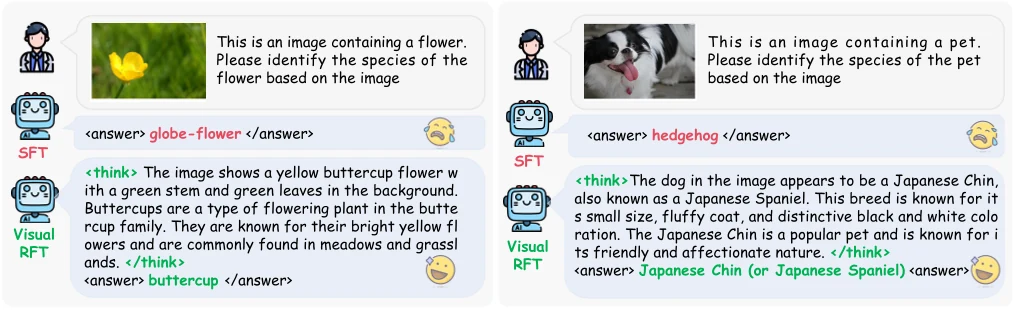 This is an image containing a flower.
Please identify the species of the
flower based on the image
AI
SFT
<answer> globe-flower </answer>
AI
Visual
RFT
<think> The image shows a yellow buttercup flower w
ith a green stem and green leaves in the background.
Buttercups are a type of flowering plant in the butte
rcup family. They are known for their bright yellow fl
owers and are commonly found in meadows and grassl
ands. </think>
<answer> buttercup </answer>
This is an image containing a pet.
Please identify the species of the pet
based on the image
AI
SFT
<answer> hedgehog </answer>
AI
Visual
RFT
<think>The dog in the image appears to be a Japanese Chin,
also known as a Japanese Spaniel. This breed is known for it
s small size, fluffy coat, and distinctive black and white colo
ration. The Japanese Chin is a popular pet and is known for i
ts friendly and affectionate nature. </think>
<answer> Japanese Chin (or Japanese Spaniel) <answer>